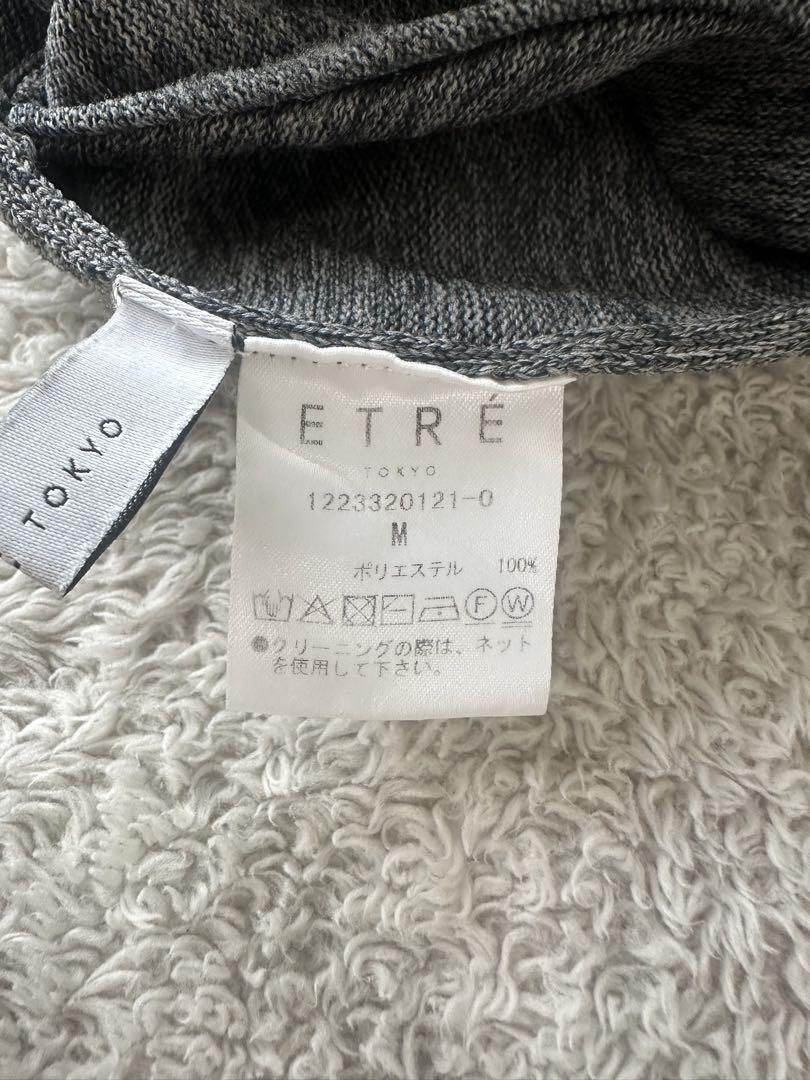 TOKYO
ETRÉ
TOKYO
1223320121-0
M
ポリエステル 100%
F W
●クリーニングの際は、ネット
を使用して下さい。